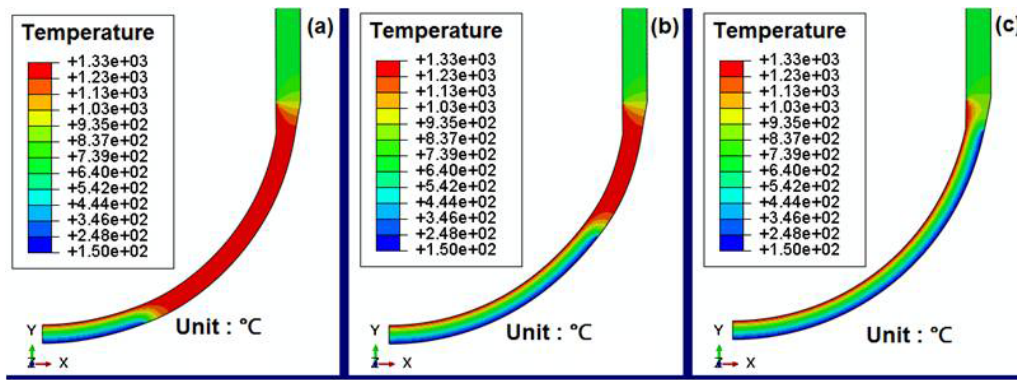 (a)
Temperature
+1.33e+03
+1.23e+03
+1.13e+03
+1.03e+03
+9.35e+02
+8.37e+02
+7.39e+02
+6.40e+02
+5.42e+02
+4.44e+02
+3.46e+02
+2.48e+02
+1.50e+02
Unit : °C
Y
Z
X
(b)
Temperature
+1.33e+03
+1.23e+03
+1.13e+03
+1.03e+03
+9.35e+02
+8.37e+02
+7.39e+02
+6.40e+02
+5.42e+02
+4.44e+02
+3.46e+02
+2.48e+02
+1.50e+02
Unit : °C
Y
Z
X
(c)
Temperature
+1.33e+03
+1.23e+03
+1.13e+03
+1.03e+03
+9.35e+02
+8.37e+02
+7.39e+02
+6.40e+02
+5.42e+02
+4.44e+02
+3.46e+02
+2.48e+02
+1.50e+02
Unit : °C
Y
Z
X